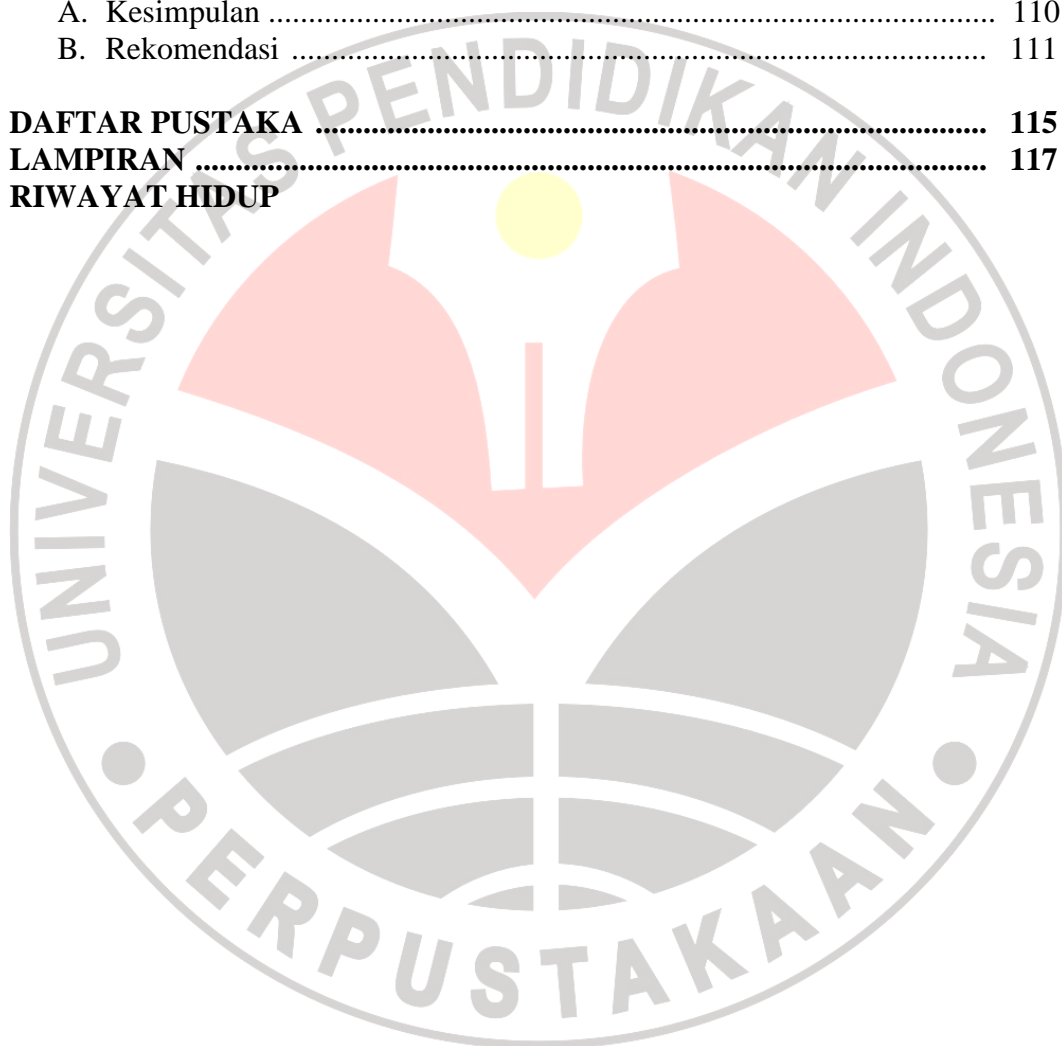 A. Kesimpulan ........................................................................................... 110
B. Rekomendasi ....................................................................................... 111
DAFTAR PUSTAKA .................................................................................... 115
LAMPIRAN ................................................................................................... 117
RIWAYAT HIDUP
UNIVERSITAS PENDIDIKAN INDONESIA
PERPUSTAKAAN